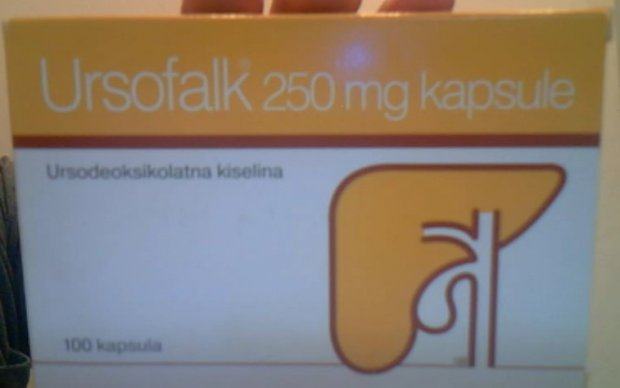 Ursofalk® 250 mg kapsule
Ursodeoksikolatna kiselina
100 kapsula